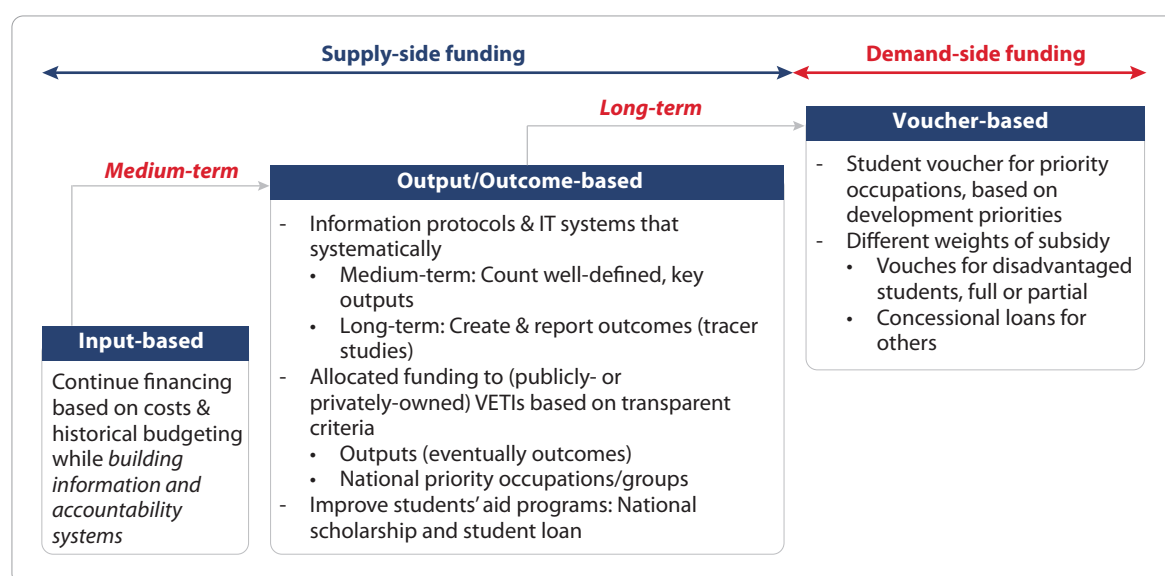 Supply-side funding
Demand-side funding
Long-term
Voucher-based
- Student voucher for priority
occupations, based on
development priorities
- Different weights of subsidy
• Vouches for disadvantaged
students, full or partial
• Concessional loans for
others
Medium-term
Output/Outcome-based
- Information protocols & IT systems that
systematically
• Medium-term: Count well-defined, key
outputs
• Long-term: Create & report outcomes (tracer
studies)
- Allocated funding to (publicly- or
privately-owned) VETIs based on transparent
criteria
• Outputs (eventually outcomes)
• National priority occupations/groups
- Improve students' aid programs: National
scholarship and student loan
Input-based
Continue financing
based on costs &
historical budgeting
while building
information and
accountability
systems